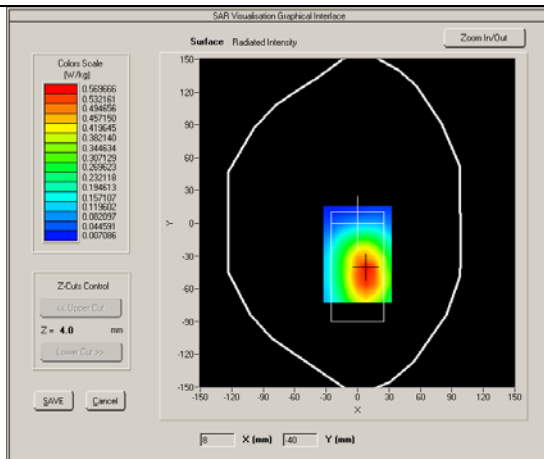 SAR Visualisation Graphical Interface
Surface Radiated Intensity
Zoom In/Out
Colors Scale
(W/kg)
0.569666
0.532161
0.494656
0.457150
0.419645
0.382140
0.344634
0.307129
0.269623
0.232118
0.194613
0.157107
0.119602
0.082097
0.044591
0.007086
Z-Cuts Control
<< Upper Cut
Z = 4.0 mm
Lower Cut >>
SAVE Cancel
150-
120-
90-
60-
30-
0-
-30-
-60-
-90-
-120-
-150-
Y
-150 -120 -90 -60 -30 0 30 60 90 120 150
X
8 X (mm) -40 Y (mm)